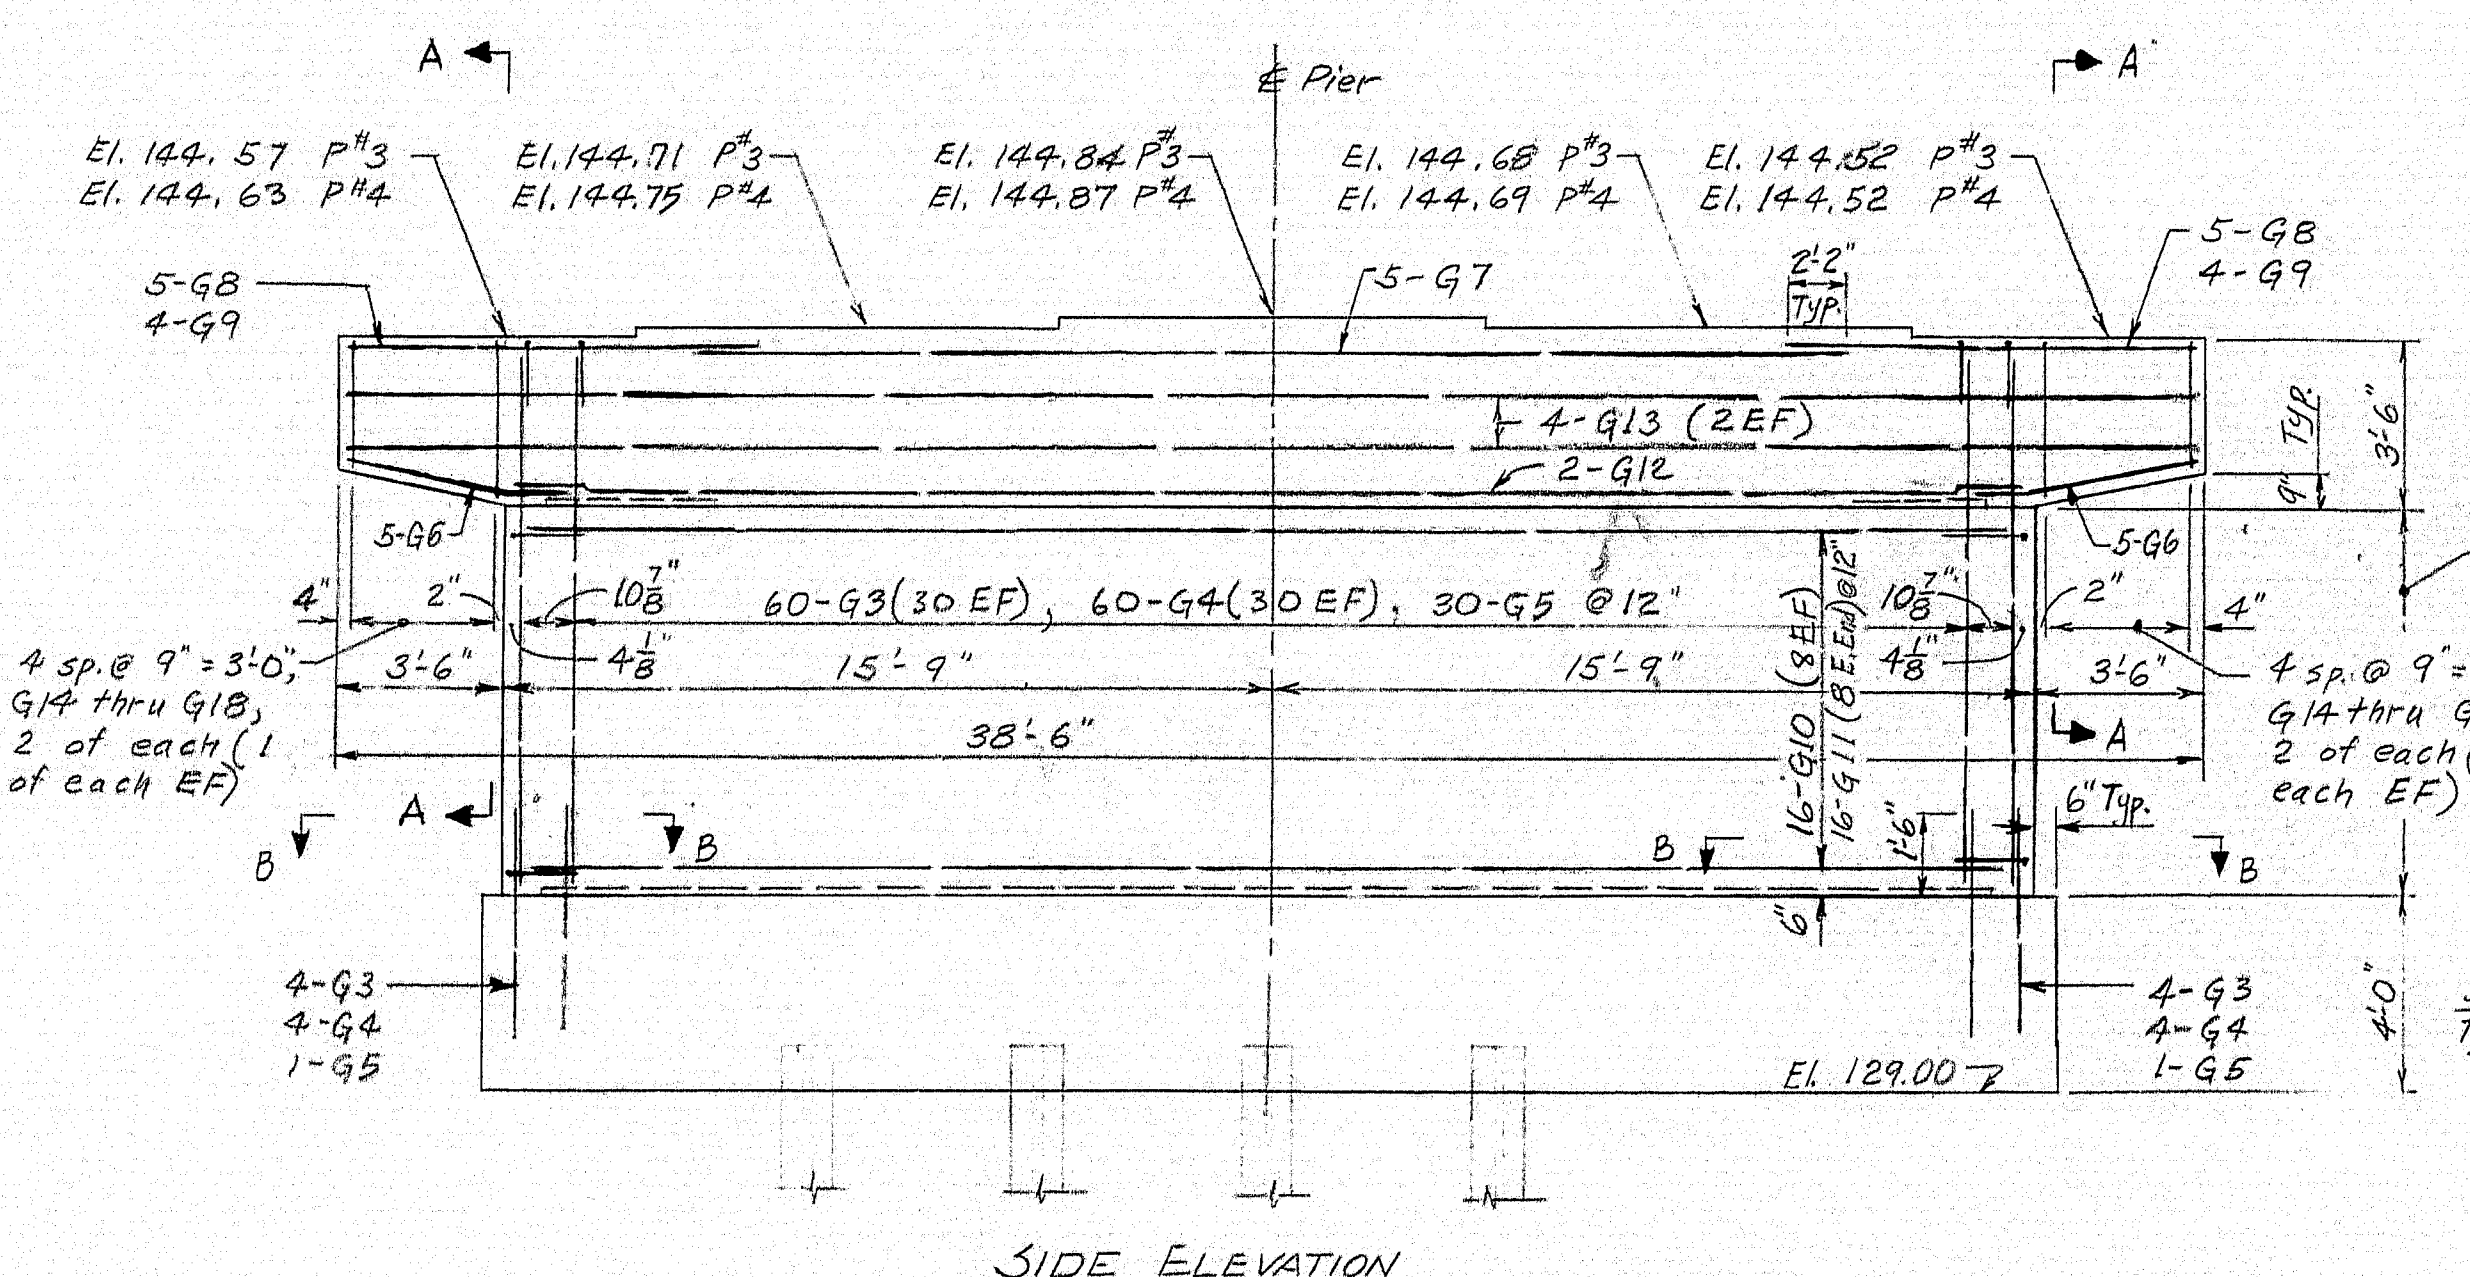 A
A
℄ Pier
El. 144.57 P#3
El. 144.63 P#4
El. 144.71 P#3
El. 144.75 P#4
El. 144.84 P#3
El. 144.87 P#4
El. 144.68 P#3
El. 144.69 P#4
El. 144.52 P#3
El. 144.52 P#4
5-G8
4-G9
5-G7
2'-2"
Typ.
5-G8
4-G9
4-G13 (2 EF)
2-G12
9" Typ.
3'-6"
5-G6
5-G6
4"
2"
10 7/8"
60-G3(30 EF), 60-G4(30 EF), 30-G5 @ 12"
10 7/8"
2"
4"
4 sp. @ 9" = 3'-0",
G14 thru G18,
2 of each (1
of each EF)
3'-6"
4 1/8"
15'-9"
15'-9"
4 1/8"
3'-6"
4 sp. @ 9" =
G14 thru G
2 of each (
each EF)
38'-6"
16-G10 (8 EF)
16-G11 (8 E.End) @ 12"
A
A
6" Typ.
1'-6"
B
B
B
B
6"
4-G3
4-G4
1-G5
4-G3
4-G4
1-G5
4'-0"
El. 129.00
SIDE ELEVATION